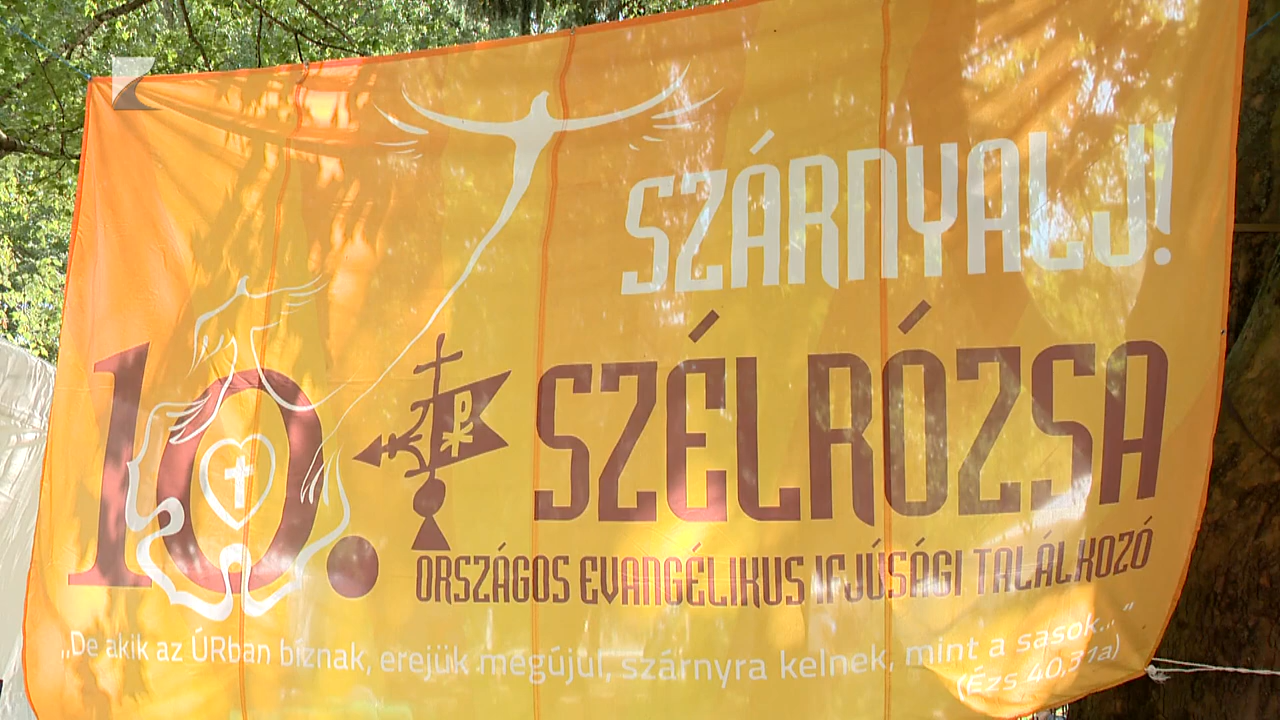 SZÁRNYALJ!
10. SZÉLRÓZSA
ORSZÁGOS EVANGÉLIKUS IFJÚSÁGI TALÁLKOZÓ
„De akik az ÚRban bíznak, erejük megújul, szárnyra kelnek, mint a sasok..."
(Ézs 40,31a)